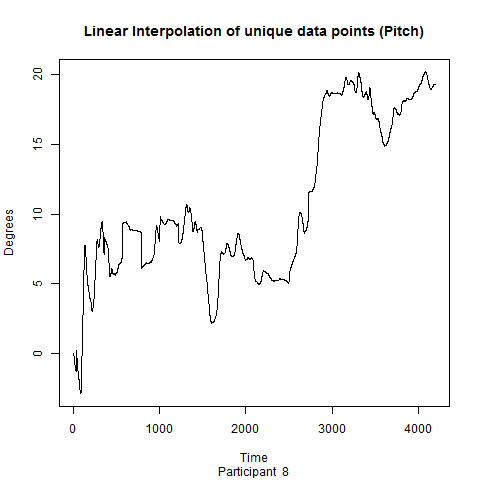 Linear Interpolation of unique data points (Pitch)
Degrees
20
15
10
5
0
0 1000 2000 3000 4000
Time
Participant 8